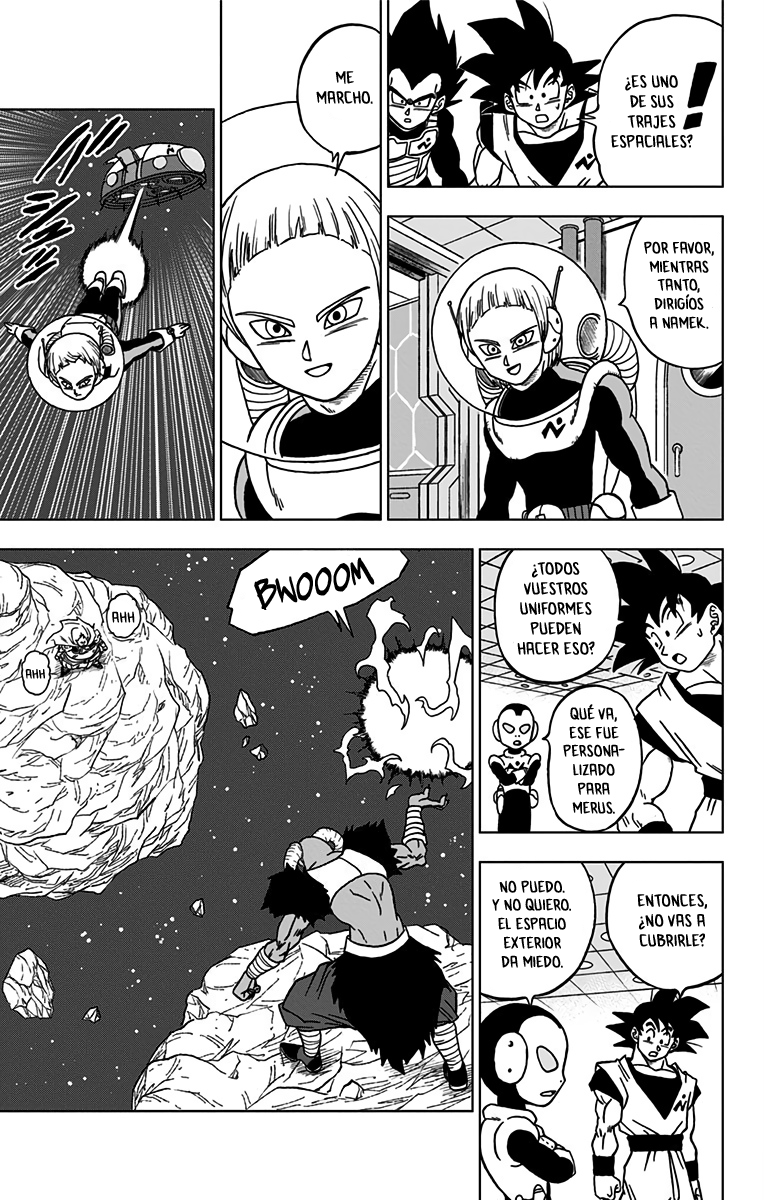 ¿ES UNO
DE SUS
TRAJES
ESPACIALES?
!
POR FAVOR,
MIENTRAS
TANTO,
DIRIGÍOS
A NAMEK.
ME
MARCHO.
¿TODOS
VUESTROS
UNIFORMES
PUEDEN
HACER ESO?
QUÉ VA,
ESE FUE
PERSONA-
LIZADO
PARA
MERUS.
ENTONCES,
¿NO VAS A
CUBRIRLE?
NO PUEDO.
Y NO QUIERO.
EL ESPACIO
EXTERIOR
DA MIEDO.
BWOOOM
AHH
AHH